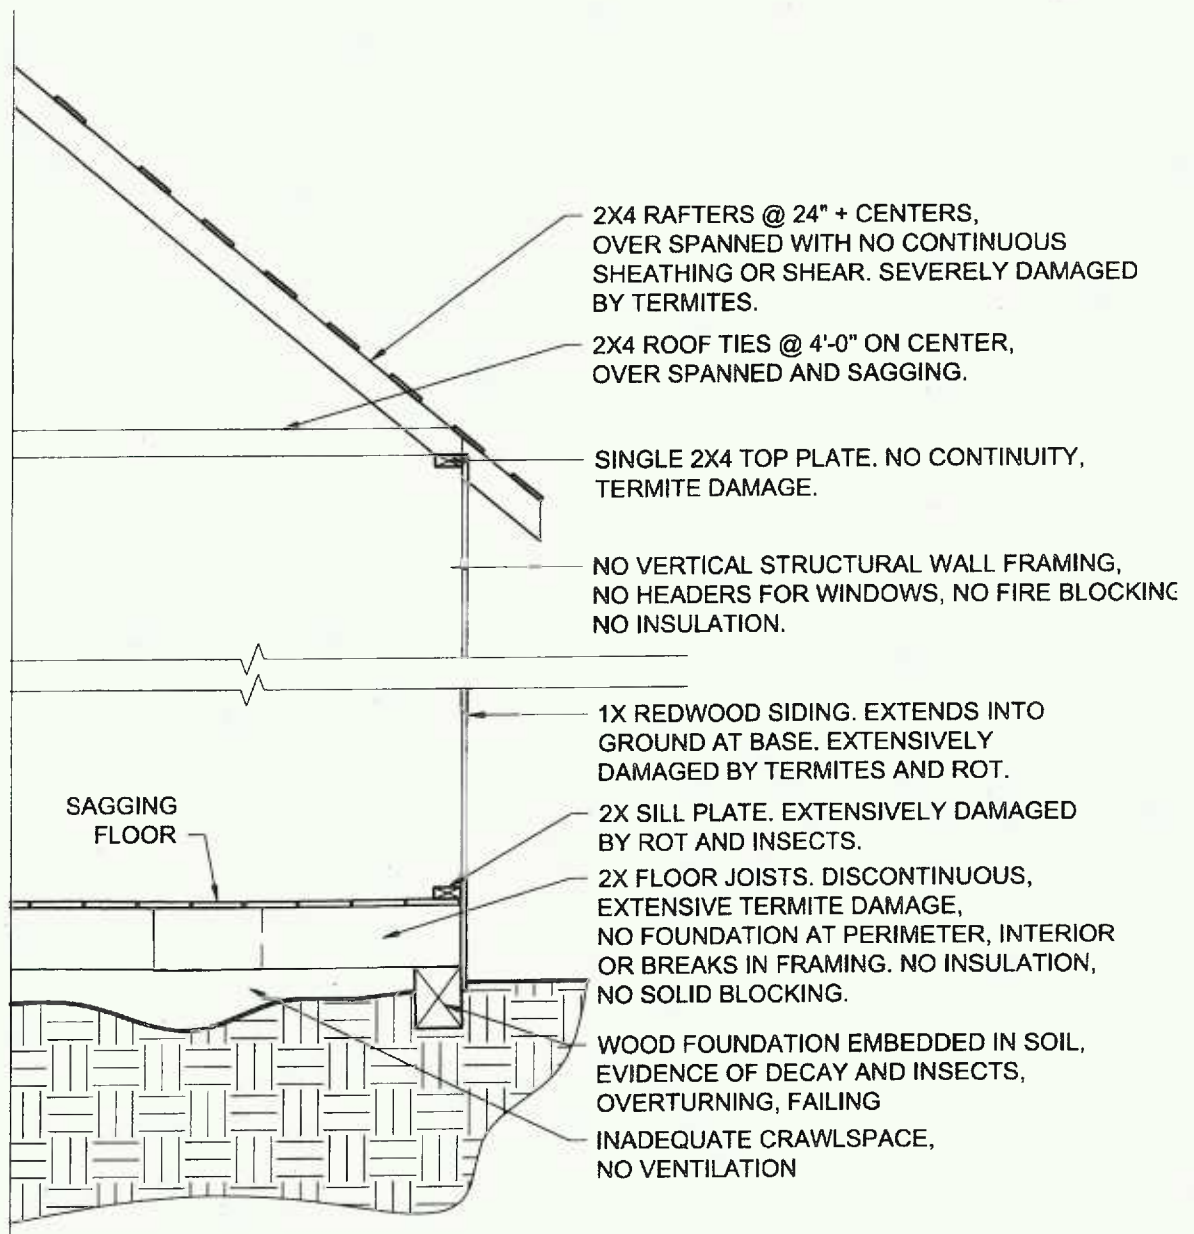 2X4 RAFTERS @ 24" + CENTERS,
OVER SPANNED WITH NO CONTINUOUS
SHEATHING OR SHEAR. SEVERELY DAMAGED
BY TERMITES.
2X4 ROOF TIES @ 4'-0" ON CENTER,
OVER SPANNED AND SAGGING.
SINGLE 2X4 TOP PLATE. NO CONTINUITY,
TERMITE DAMAGE.
NO VERTICAL STRUCTURAL WALL FRAMING,
NO HEADERS FOR WINDOWS, NO FIRE BLOCKING
NO INSULATION.
1X REDWOOD SIDING. EXTENDS INTO
GROUND AT BASE. EXTENSIVELY
DAMAGED BY TERMITES AND ROT.
SAGGING
FLOOR
2X SILL PLATE. EXTENSIVELY DAMAGED
BY ROT AND INSECTS.
2X FLOOR JOISTS. DISCONTINUOUS,
EXTENSIVE TERMITE DAMAGE,
NO FOUNDATION AT PERIMETER, INTERIOR
OR BREAKS IN FRAMING. NO INSULATION,
NO SOLID BLOCKING.
WOOD FOUNDATION EMBEDDED IN SOIL,
EVIDENCE OF DECAY AND INSECTS,
OVERTURNING, FAILING
INADEQUATE CRAWLSPACE,
NO VENTILATION